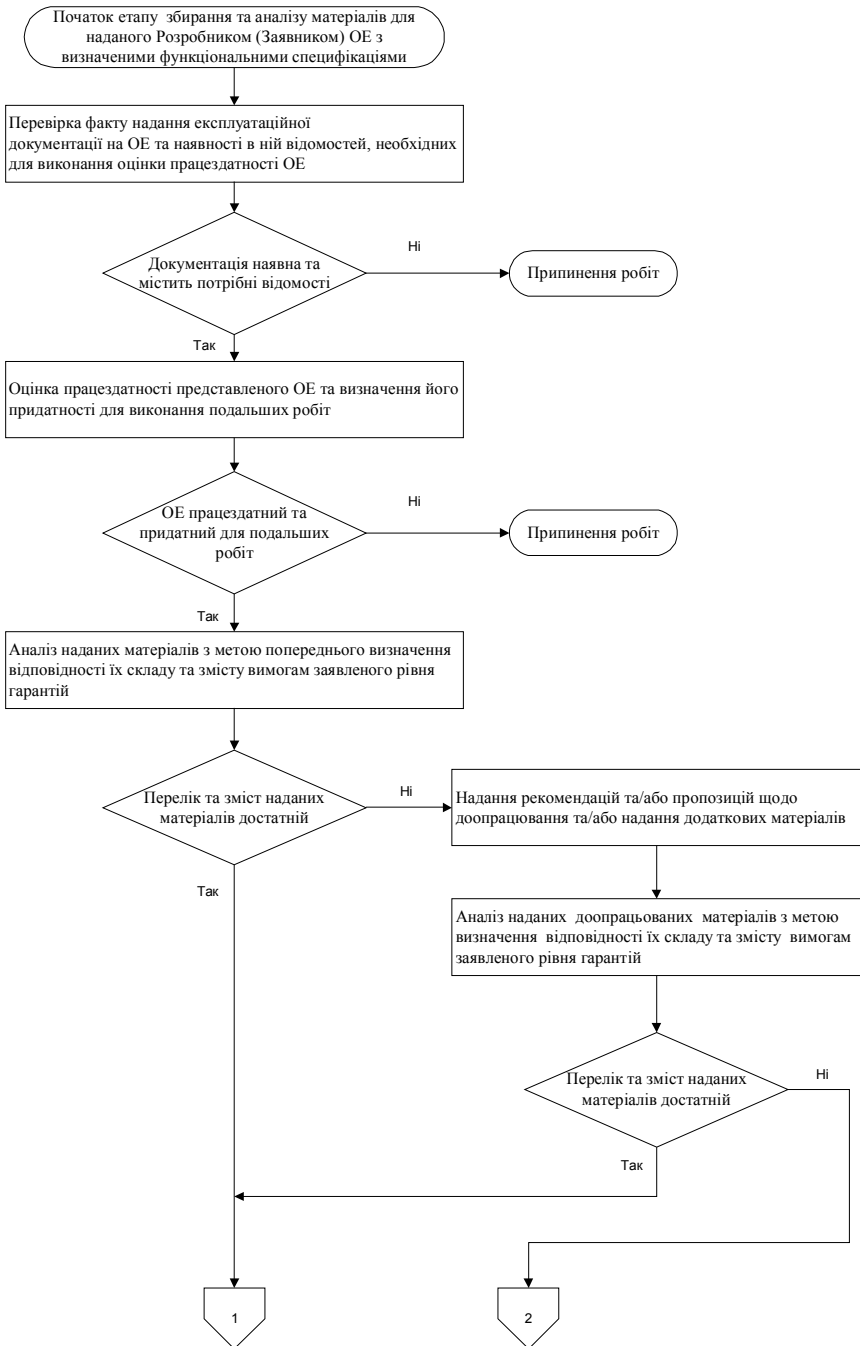 Початок етапу збирання та аналізу матеріалів для
наданого Розробником (Заявником) ОЕ з
визначеними функціональними специфікаціями
Перевірка факту надання експлуатаційної
документації на ОЕ та наявності в ній відомостей, необхідних
для виконання оцінки працездатності ОЕ
Документація наявна та
містить потрібні відомості
Ні
Припинення робіт
Так
Оцінка працездатності представленого ОЕ та визначення його
придатності для виконання подальших робіт
ОЕ працездатний та
придатний для подальших
робіт
Ні
Припинення робіт
Так
Аналіз наданих матеріалів з метою попереднього визначення
відповідності їх складу та змісту вимогам заявленого рівня
гарантій
Перелік та зміст наданих
матеріалів достатній
Ні
Надання рекомендацій та/або пропозицій щодо
доопрацювання та/або надання додаткових матеріалів
Так
Аналіз наданих доопрацьованих матеріалів з метою
визначення відповідності їх складу та змісту вимогам
заявленого рівня гарантій
Перелік та зміст наданих
матеріалів достатній
Ні
Так
1
2